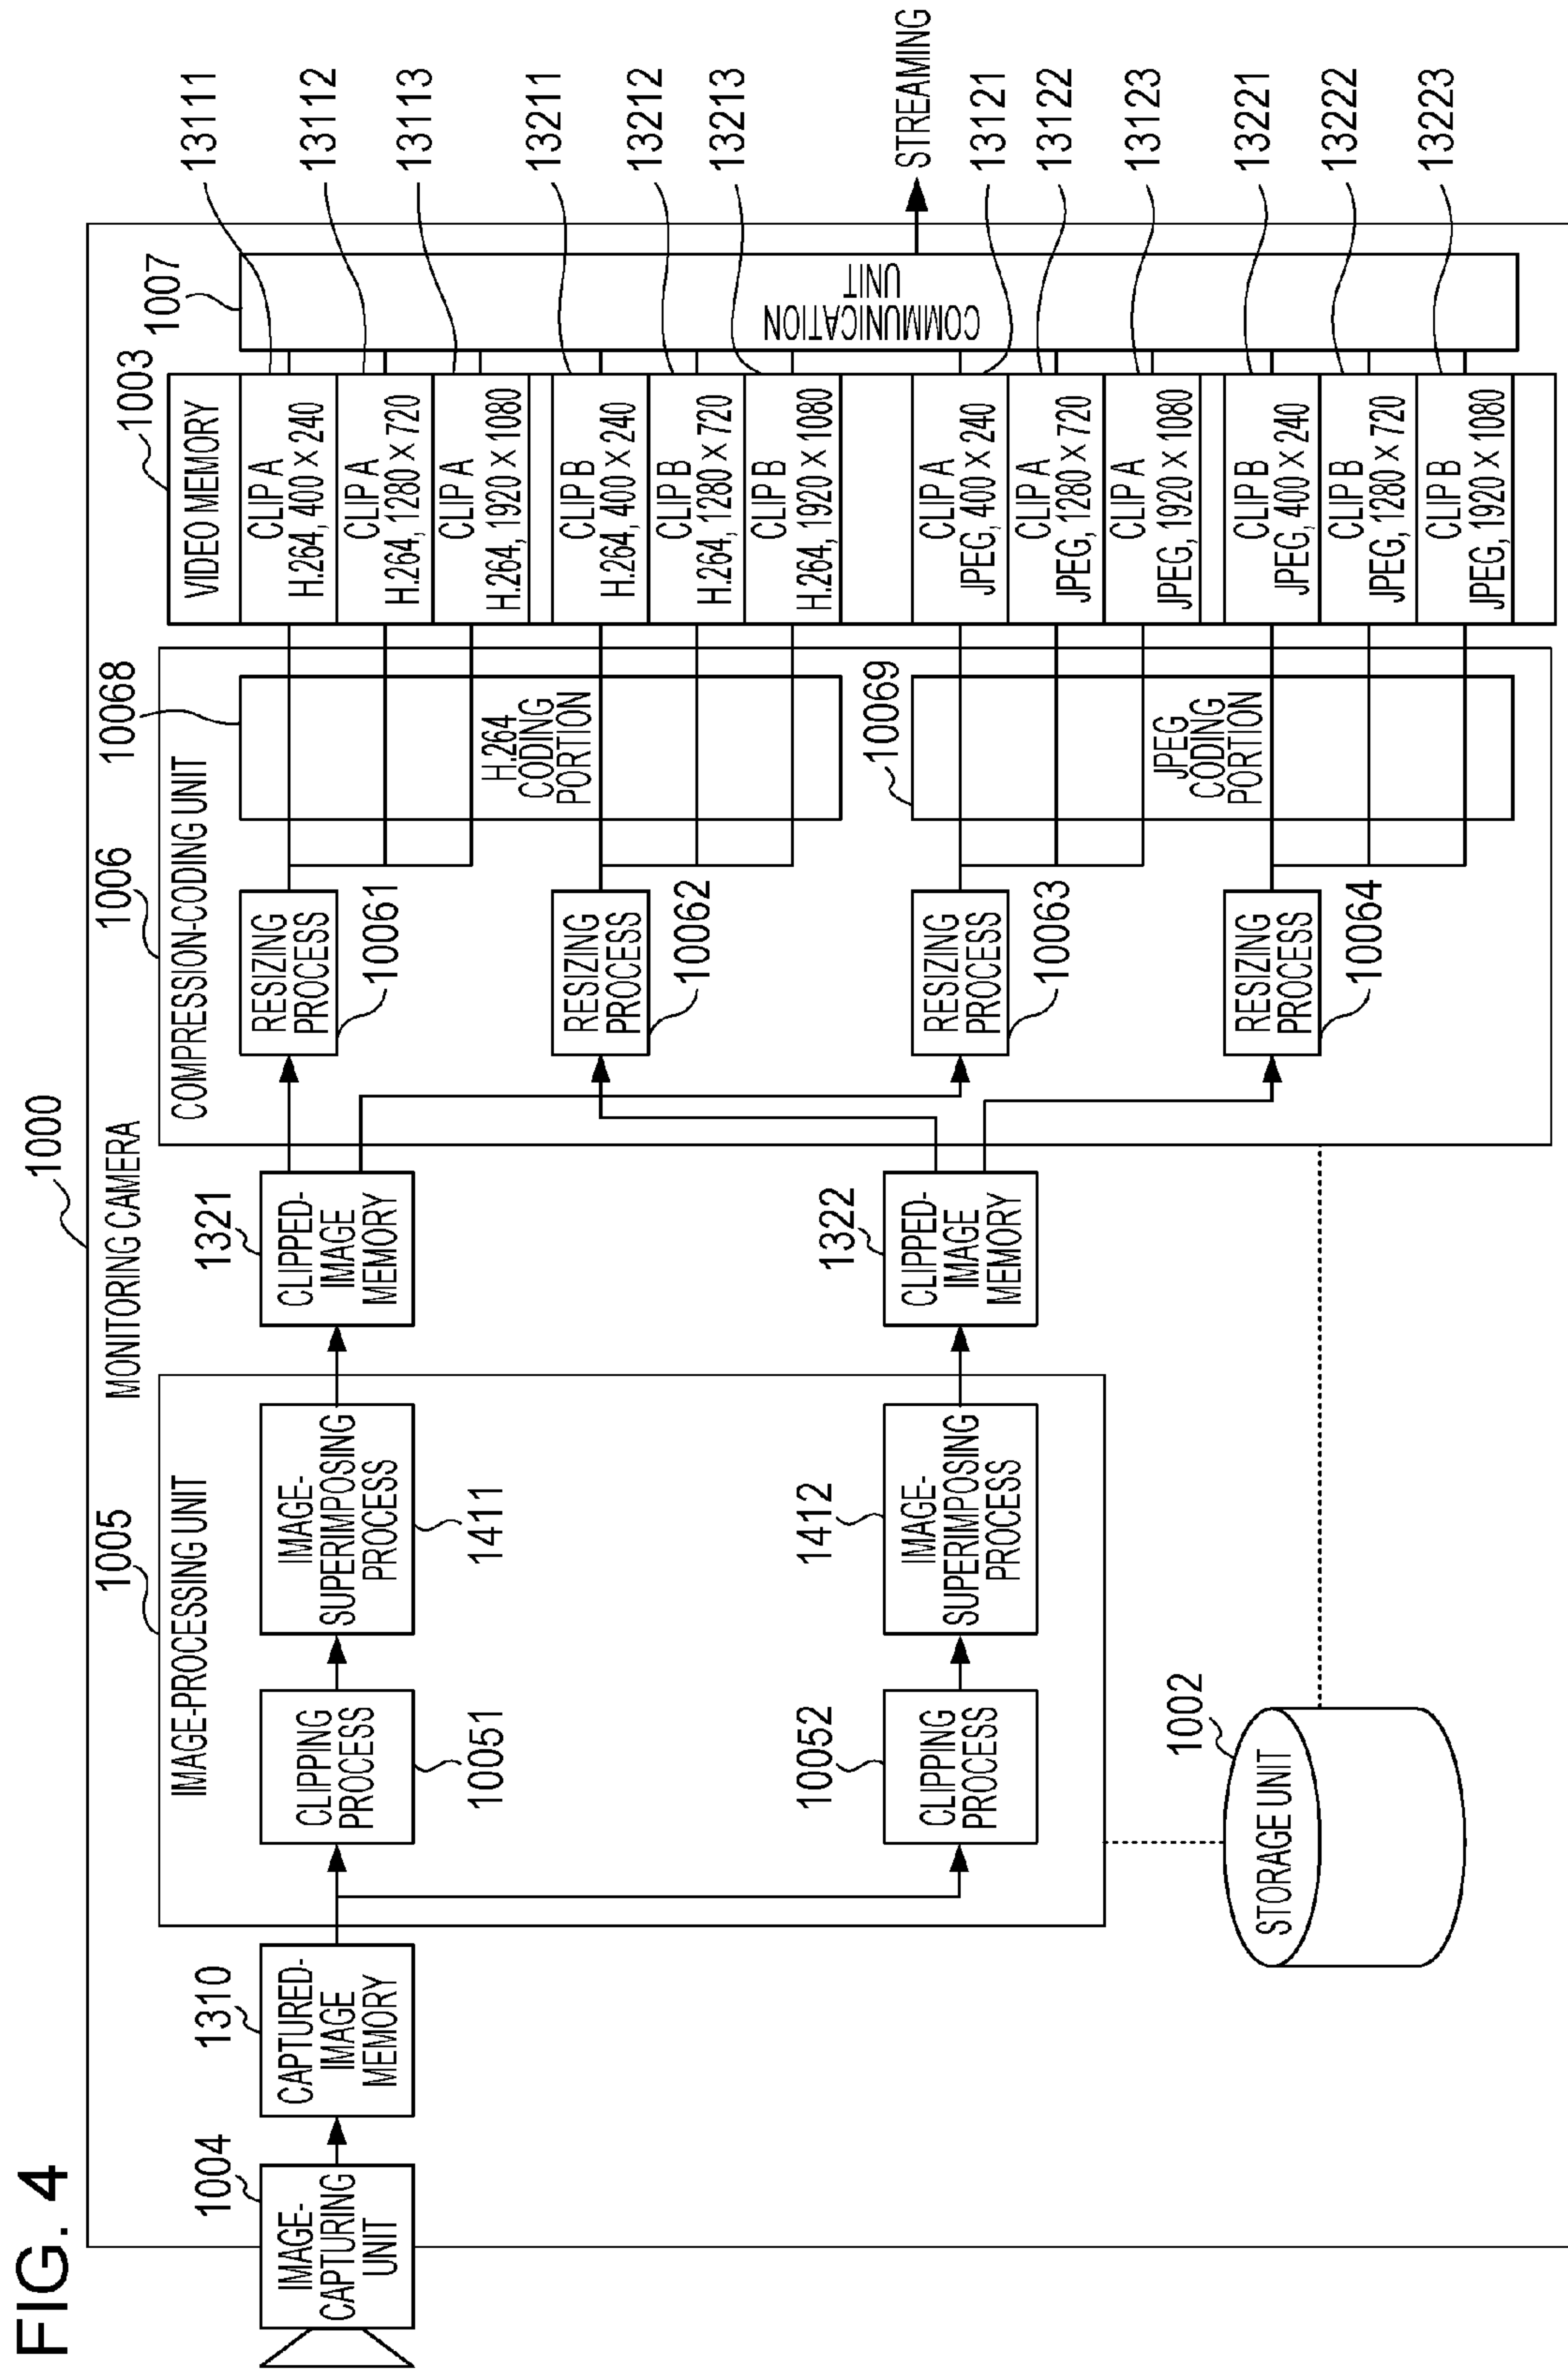 FIG. 4
1000
MONITORING CAMERA
1004
IMAGE-
CAPTURING
UNIT
1310
CAPTURED-
IMAGE
MEMORY
1005
IMAGE-PROCESSING UNIT
CLIPPING
PROCESS
10051
IMAGE-
SUPERIMPOSING
PROCESS
1411
10052
CLIPPING
PROCESS
1412
IMAGE-
SUPERIMPOSING
PROCESS
1002
STORAGE UNIT
1321
CLIPPED-
IMAGE
MEMORY
1322
CLIPPED-
IMAGE
MEMORY
1006
COMPRESSION-CODING UNIT
RESIZING
PROCESS
10061
RESIZING
PROCESS
10062
RESIZING
PROCESS
10063
RESIZING
PROCESS
10064
10068
H.264
CODING
PORTION
10069
JPEG
CODING
PORTION
1003
VIDEO MEMORY
CLIP A
H.264, 400 × 240
CLIP A
H.264, 1280 × 720
CLIP A
H.264, 1920 × 1080
CLIP B
H.264, 400 × 240
CLIP B
H.264, 1280 × 720
CLIP B
H.264, 1920 × 1080
CLIP A
JPEG, 400 × 240
CLIP A
JPEG, 1280 × 720
CLIP A
JPEG, 1920 × 1080
CLIP B
JPEG, 400 × 240
CLIP B
JPEG, 1280 × 720
CLIP B
JPEG, 1920 × 1080
1007
COMMUNICATION
UNIT
13111
13112
13113
13211
13212
13213
STREAMING
13121
13122
13123
13221
13222
13223